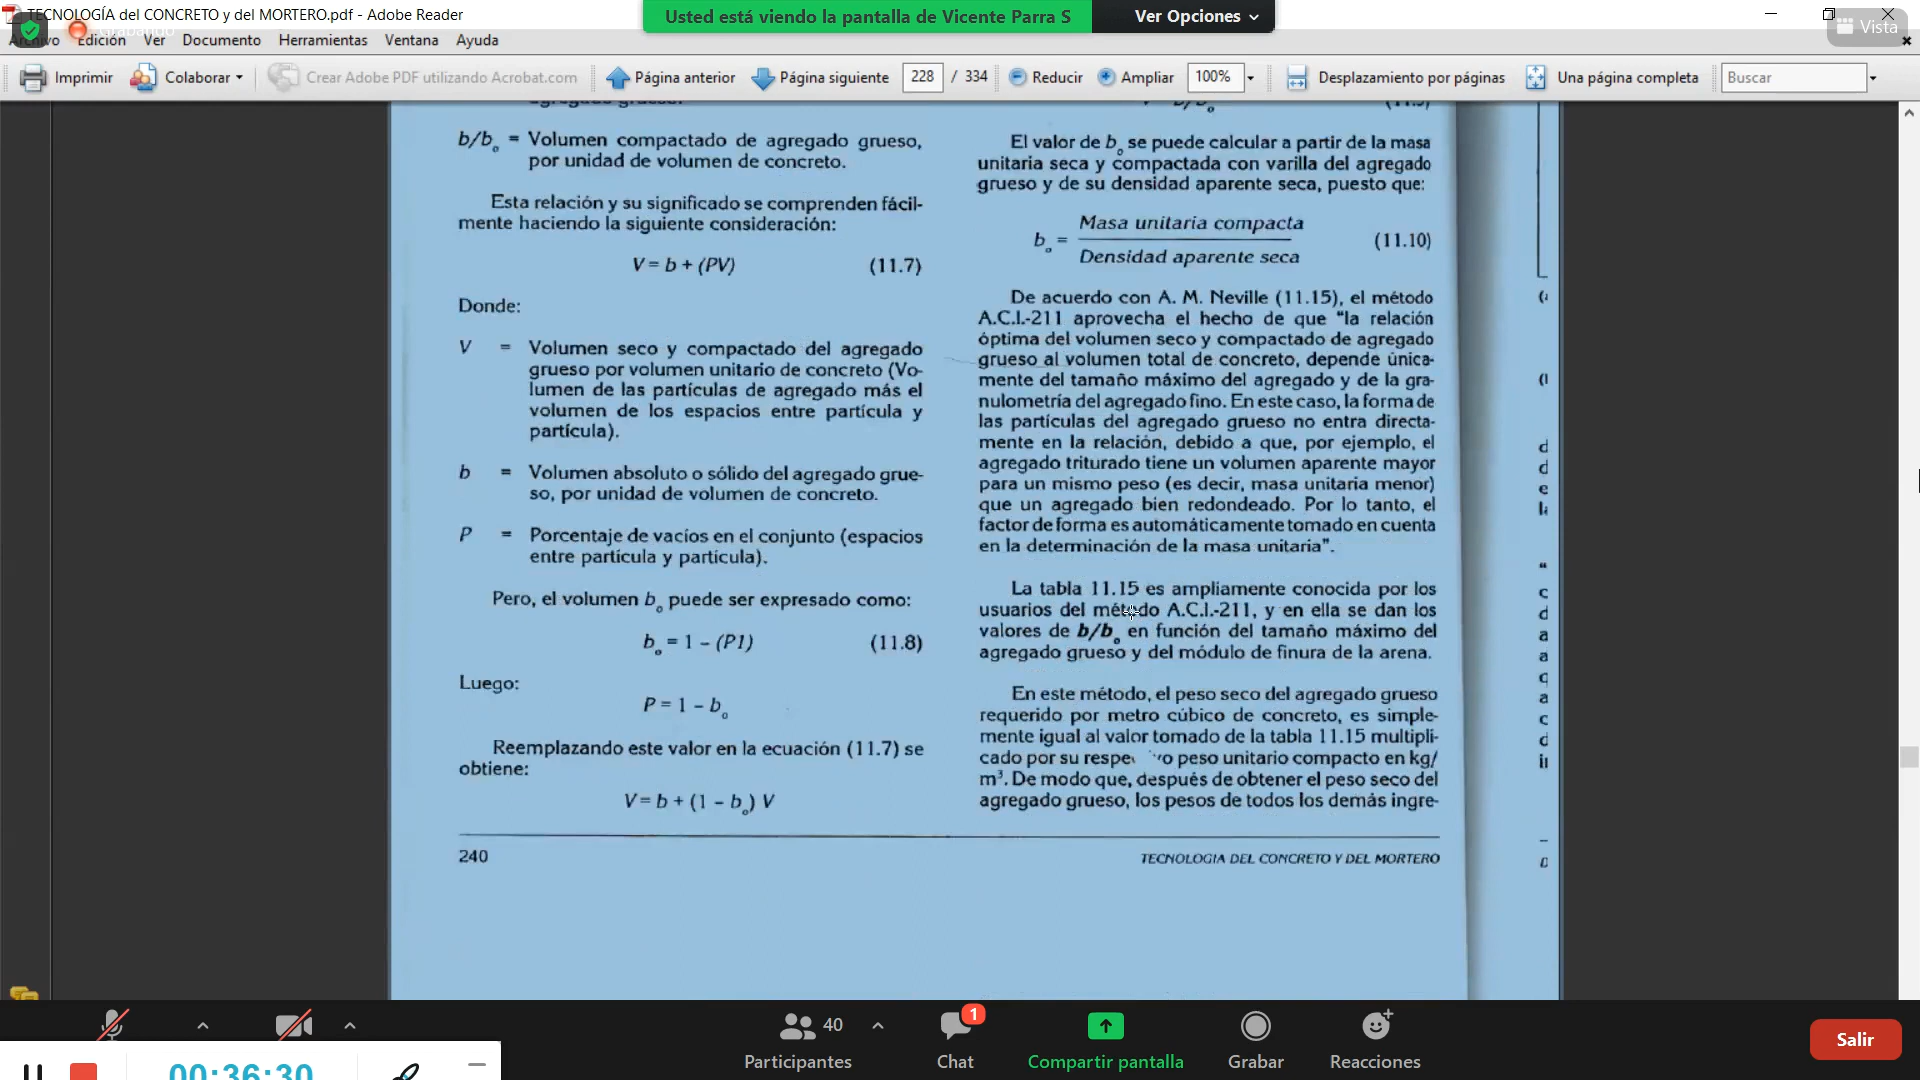 TECNOLOGÍA del CONCRETO y del MORTERO.pdf - Adobe Reader
Usted está viendo la pantalla de Vicente Parra S
Ver Opciones
Grabando
Vista
Archivo Edición Ver Documento Herramientas Ventana Ayuda
Imprimir Colaborar Crear Adobe PDF utilizando Acrobat.com Página anterior Página siguiente 228 / 334 Reducir Ampliar 100% Desplazamiento por páginas Una página completa Buscar
agregado grueso.
b/b₀ = Volumen compactado de agregado grueso,
por unidad de volumen de concreto.
Esta relación y su significado se comprenden fácil-
mente haciendo la siguiente consideración:
V = b + (PV) (11.7)
Donde:
V = Volumen seco y compactado del agregado
grueso por volumen unitario de concreto (Vo-
lumen de las partículas de agregado más el
volumen de los espacios entre partícula y
partícula).
b = Volumen absoluto o sólido del agregado grue-
so, por unidad de volumen de concreto.
P = Porcentaje de vacíos en el conjunto (espacios
entre partícula y partícula).
Pero, el volumen b₀ puede ser expresado como:
b₀ = 1 - (P1) (11.8)
Luego:
P = 1 - b₀
Reemplazando este valor en la ecuación (11.7) se
obtiene:
V = b + (1 - b₀) V
El valor de b₀ se puede calcular a partir de la masa
unitaria seca y compactada con varilla del agregado
grueso y de su densidad aparente seca, puesto que:
Masa unitaria compacta
b₀ = (11.10)
Densidad aparente seca
De acuerdo con A. M. Neville (11.15), el método
A.C.I.-211 aprovecha el hecho de que "la relación
óptima del volumen seco y compactado de agregado
grueso al volumen total de concreto, depende única-
mente del tamaño máximo del agregado y de la gra-
nulometría del agregado fino. En este caso, la forma de
las partículas del agregado grueso no entra directa-
mente en la relación, debido a que, por ejemplo, el
agregado triturado tiene un volumen aparente mayor
para un mismo peso (es decir, masa unitaria menor)
que un agregado bien redondeado. Por lo tanto, el
factor de forma es automáticamente tomado en cuenta
en la determinación de la masa unitaria".
La tabla 11.15 es ampliamente conocida por los
usuarios del método A.C.I.-211, y en ella se dan los
valores de b/b₀ en función del tamaño máximo del
agregado grueso y del módulo de finura de la arena.
En este método, el peso seco del agregado grueso
requerido por metro cúbico de concreto, es simple-
mente igual al valor tomado de la tabla 11.15 multipli-
cado por su peso unitario compacto en kg/
m³. De modo que, después de obtener el peso seco del
agregado grueso, los pesos de todos los demás ingre-
240
TECNOLOGIA DEL CONCRETO Y DEL MORTERO
40
1
Participantes Chat Compartir pantalla Grabar Reacciones
Salir
00:36:30